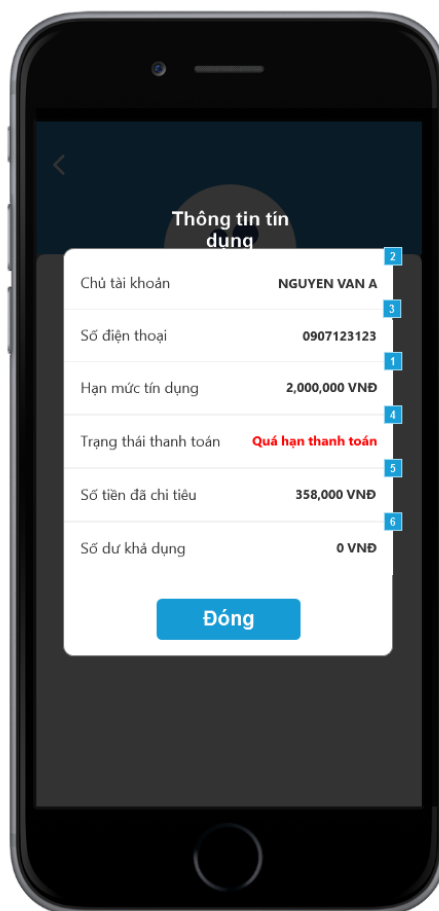 Thông tin tín
dụng
2
Chủ tài khoản NGUYEN VAN A
3
Số điện thoại 0907123123
1
Hạn mức tín dụng 2,000,000 VNĐ
4
Trạng thái thanh toán Quá hạn thanh toán
5
Số tiền đã chi tiêu 358,000 VNĐ
6
Số dư khả dụng 0 VNĐ
Đóng